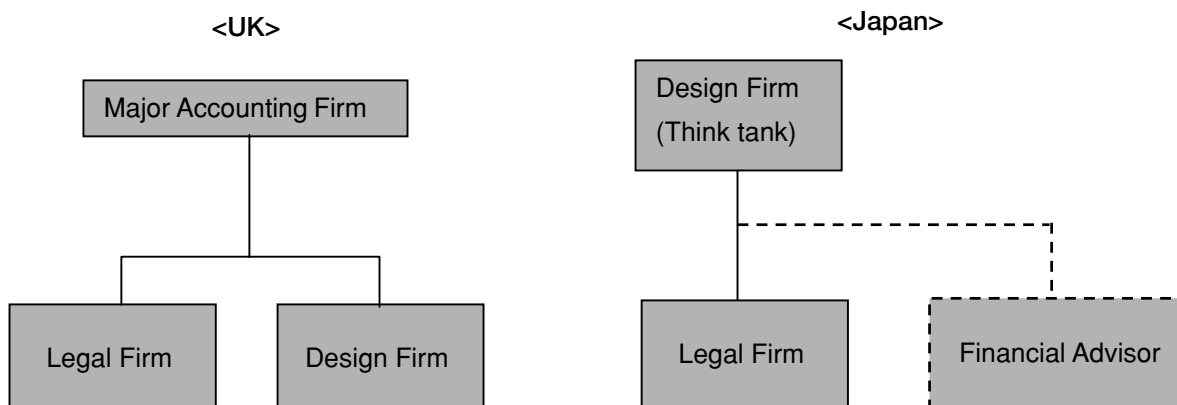 <UK>
Major Accounting Firm
Legal Firm
Design Firm
<Japan>
Design Firm
(Think tank)
Legal Firm
Financial Advisor